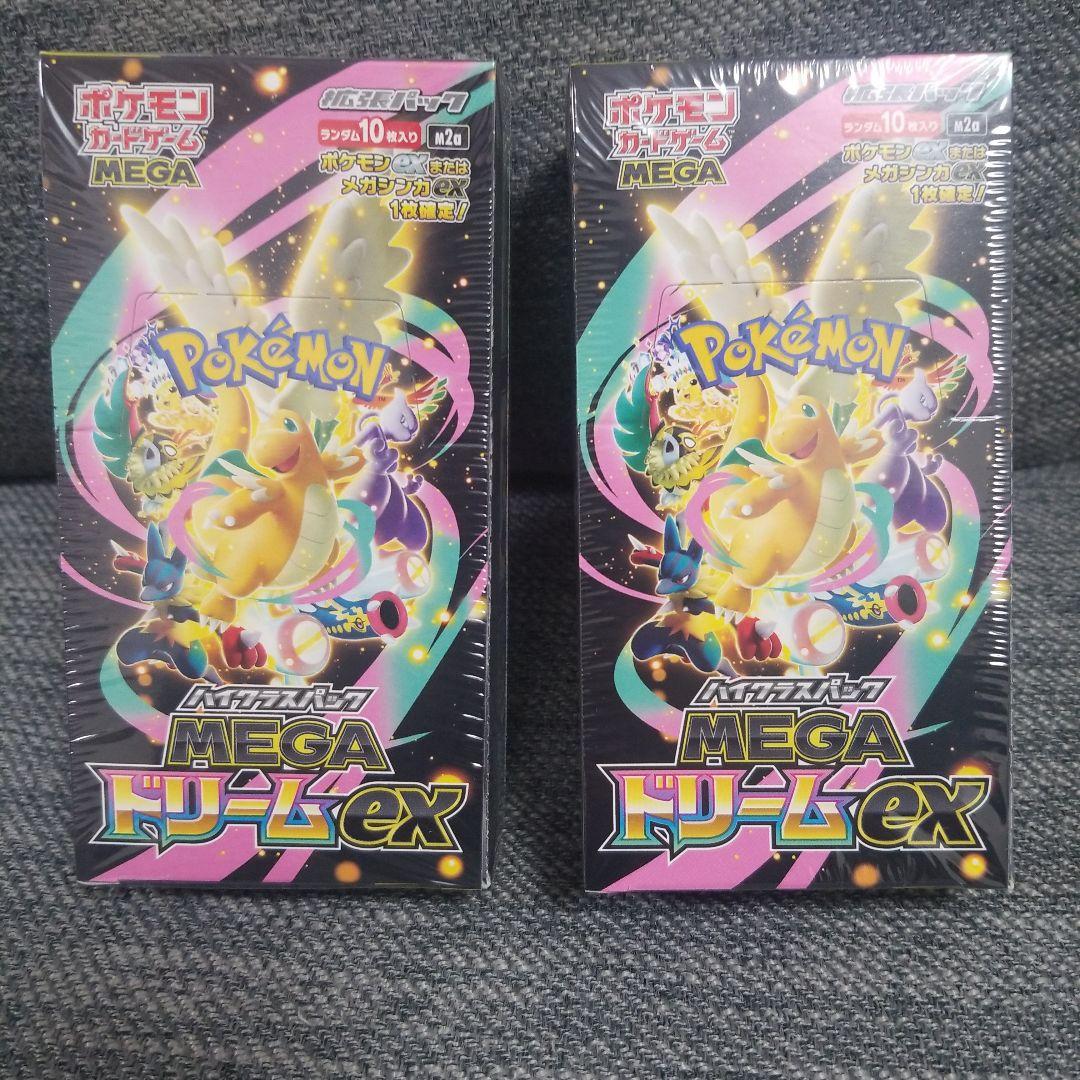 ポケモン
カードゲーム
MEGA
拡張パック
ランダム10枚入り
M2a
ポケモンexまたは
メガシンカex
1枚確定!
POKéMON
TM
ハイクラスパック
MEGA
ドリームex
ポケモン
カードゲーム
MEGA
拡張パック
ランダム10枚入り
M2a
ポケモンexまたは
メガシンカex
1枚確定!
POKéMON
TM
ハイクラスパック
MEGA
ドリームex